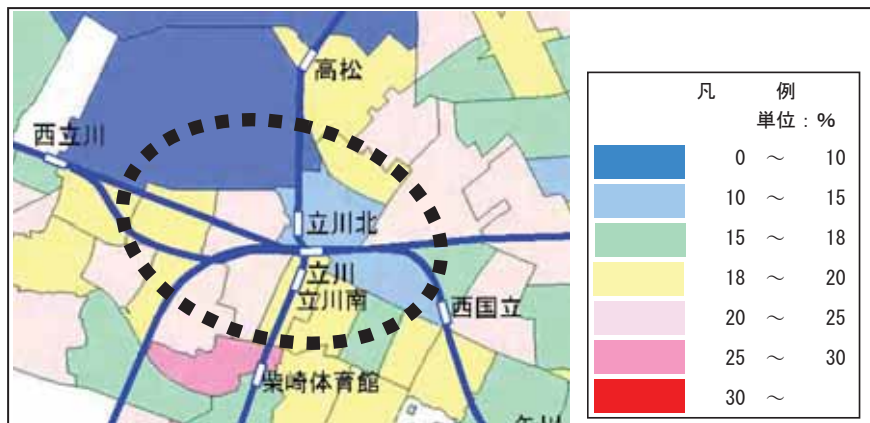 高松
西立川
立川北
立川
立川南
西国立
柴崎体育館
凡 例
単位：%
0 ～ 10
10 ～ 15
15 ～ 18
18 ～ 20
20 ～ 25
25 ～ 30
30 ～